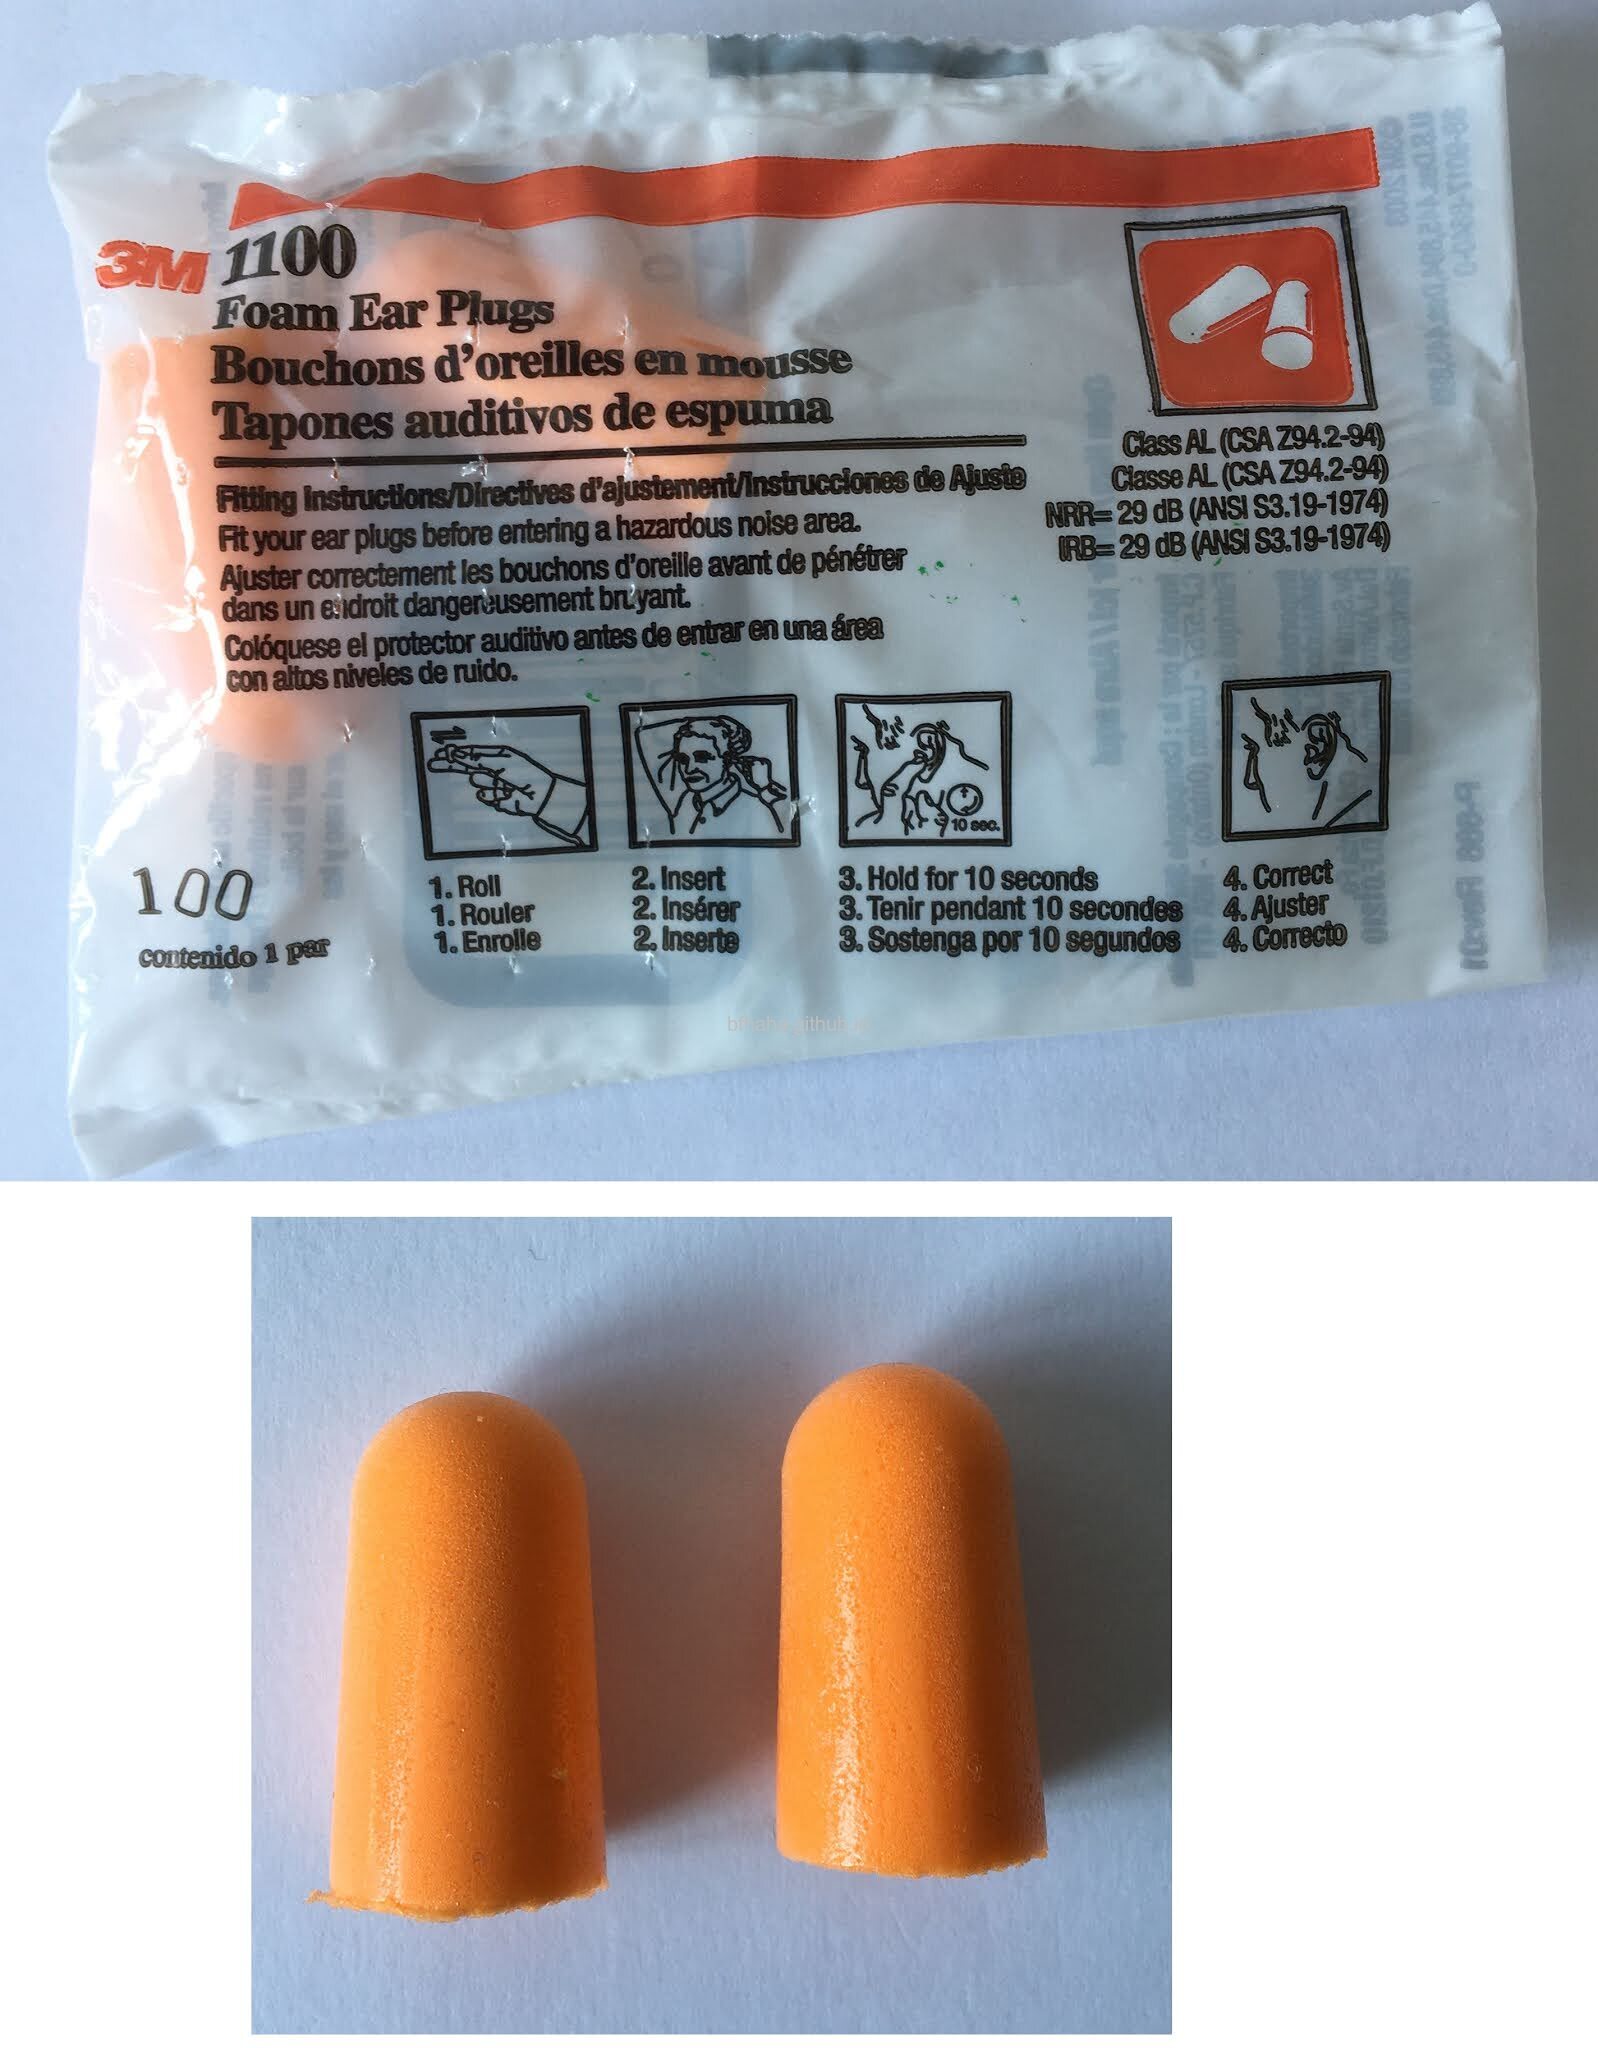 3M 1100
Foam Ear Plugs
Bouchons d'oreilles en mousse
Tapones auditivos de espuma
Class AL (CSA Z94.2-94)
Classe AL (CSA Z94.2-94)
NRR= 29 dB (ANSI S3.19-1974)
IRB= 29 dB (ANSI S3.19-1974)
Fitting Instructions/Directives d'ajustement/Instrucciones de Ajuste
Fit your ear plugs before entering a hazardous noise area.
Ajuster correctement les bouchons d'oreille avant de pénétrer
dans un endroit dangereusement bruyant.
Colóquese el protector auditivo antes de entrar en una área
con altos niveles de ruido.
10 sec.
1. Roll
1. Rouler
1. Enrolle
2. Insert
2. Insérer
2. Inserte
3. Hold for 10 seconds
3. Tenir pendant 10 secondes
3. Sostenga por 10 segundos
4. Correct
4. Ajuster
4. Correcto
100
contenido 1 par